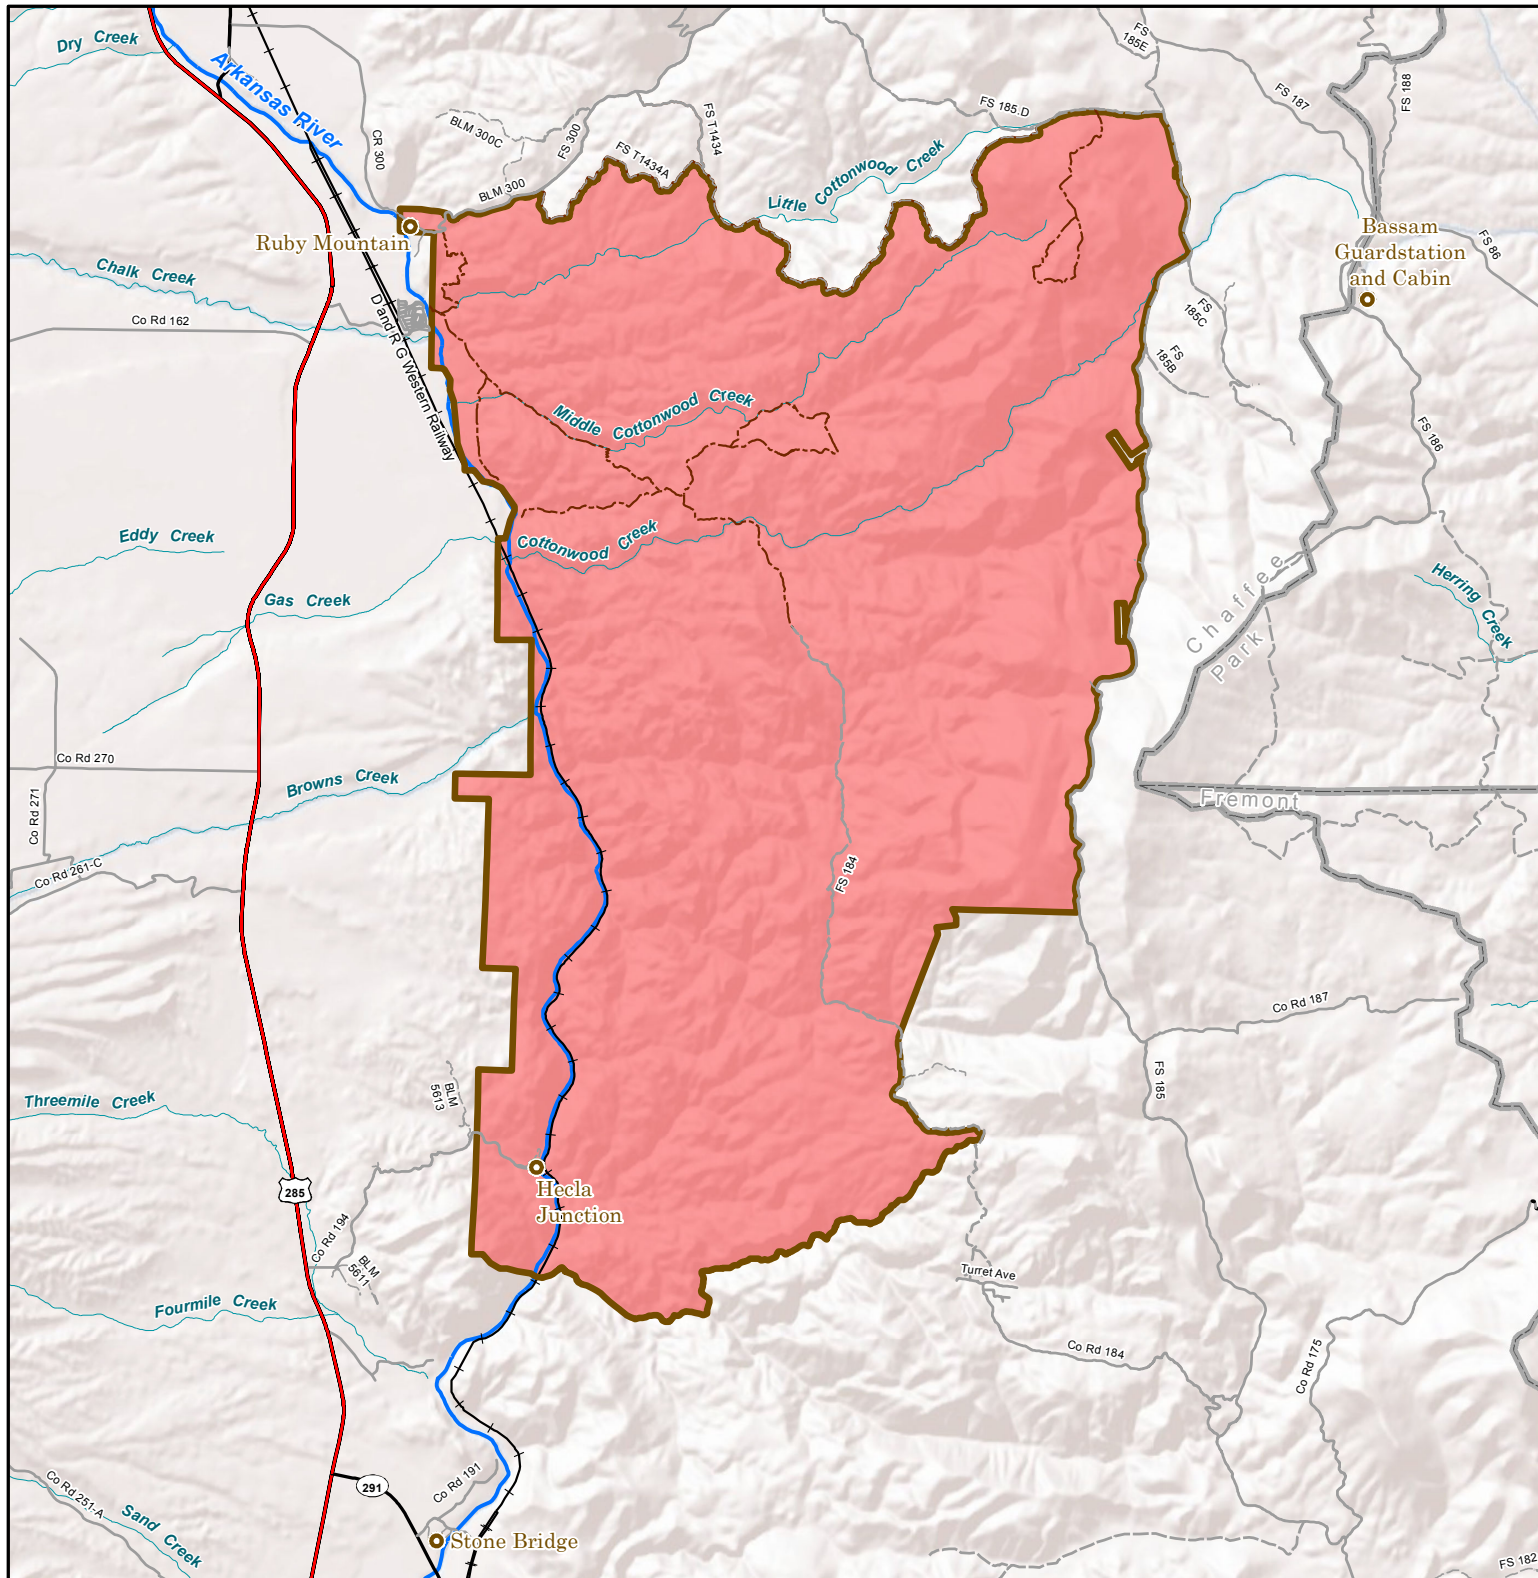 Dry Creek
Arkansas River
CR 300
BLM 300C
FS 300
FS T1434
FS T1434A
BLM 300
FS 185.D
FS
185E
FS 187
FS 188
Little Cottonwood Creek
Ruby Mountain
Chalk Creek
Co Rd 162
D and R G Western Railway
Bassam
Guardstation
and Cabin
FS 86
FS
185C
FS
185B
FS 186
Middle Cottonwood Creek
Cottonwood Creek
Eddy Creek
Gas Creek
Herring Creek
Chaffee
Park
Fremont
Co Rd 270
Co Rd 271
Browns Creek
Co Rd 261-C
FS 184
Co Rd 187
FS 185
Threemile Creek
BLM
5613
285
Hecla
Junction
Co Rd 194
BLM
5611
Fourmile Creek
Turret Ave
Co Rd 184
Co Rd 175
Co Rd 251-A
Sand Creek
291
Co Rd 191
Stone Bridge
FS 182